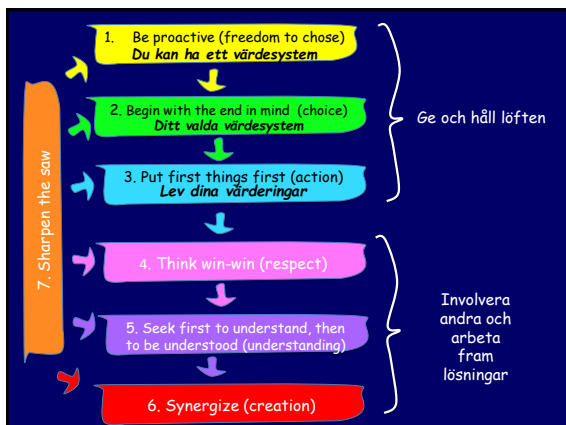 1. Be proactive (freedom to chose)
Du kan ha ett värdesystem
2. Begin with the end in mind (choice)
Ditt valda värdesystem
3. Put first things first (action)
Lev dina värderingar
Ge och håll löften
7. Sharpen the saw
4. Think win-win (respect)
5. Seek first to understand, then
to be understood (understanding)
6. Synergize (creation)
Involvera
andra och
arbeta
fram
lösningar